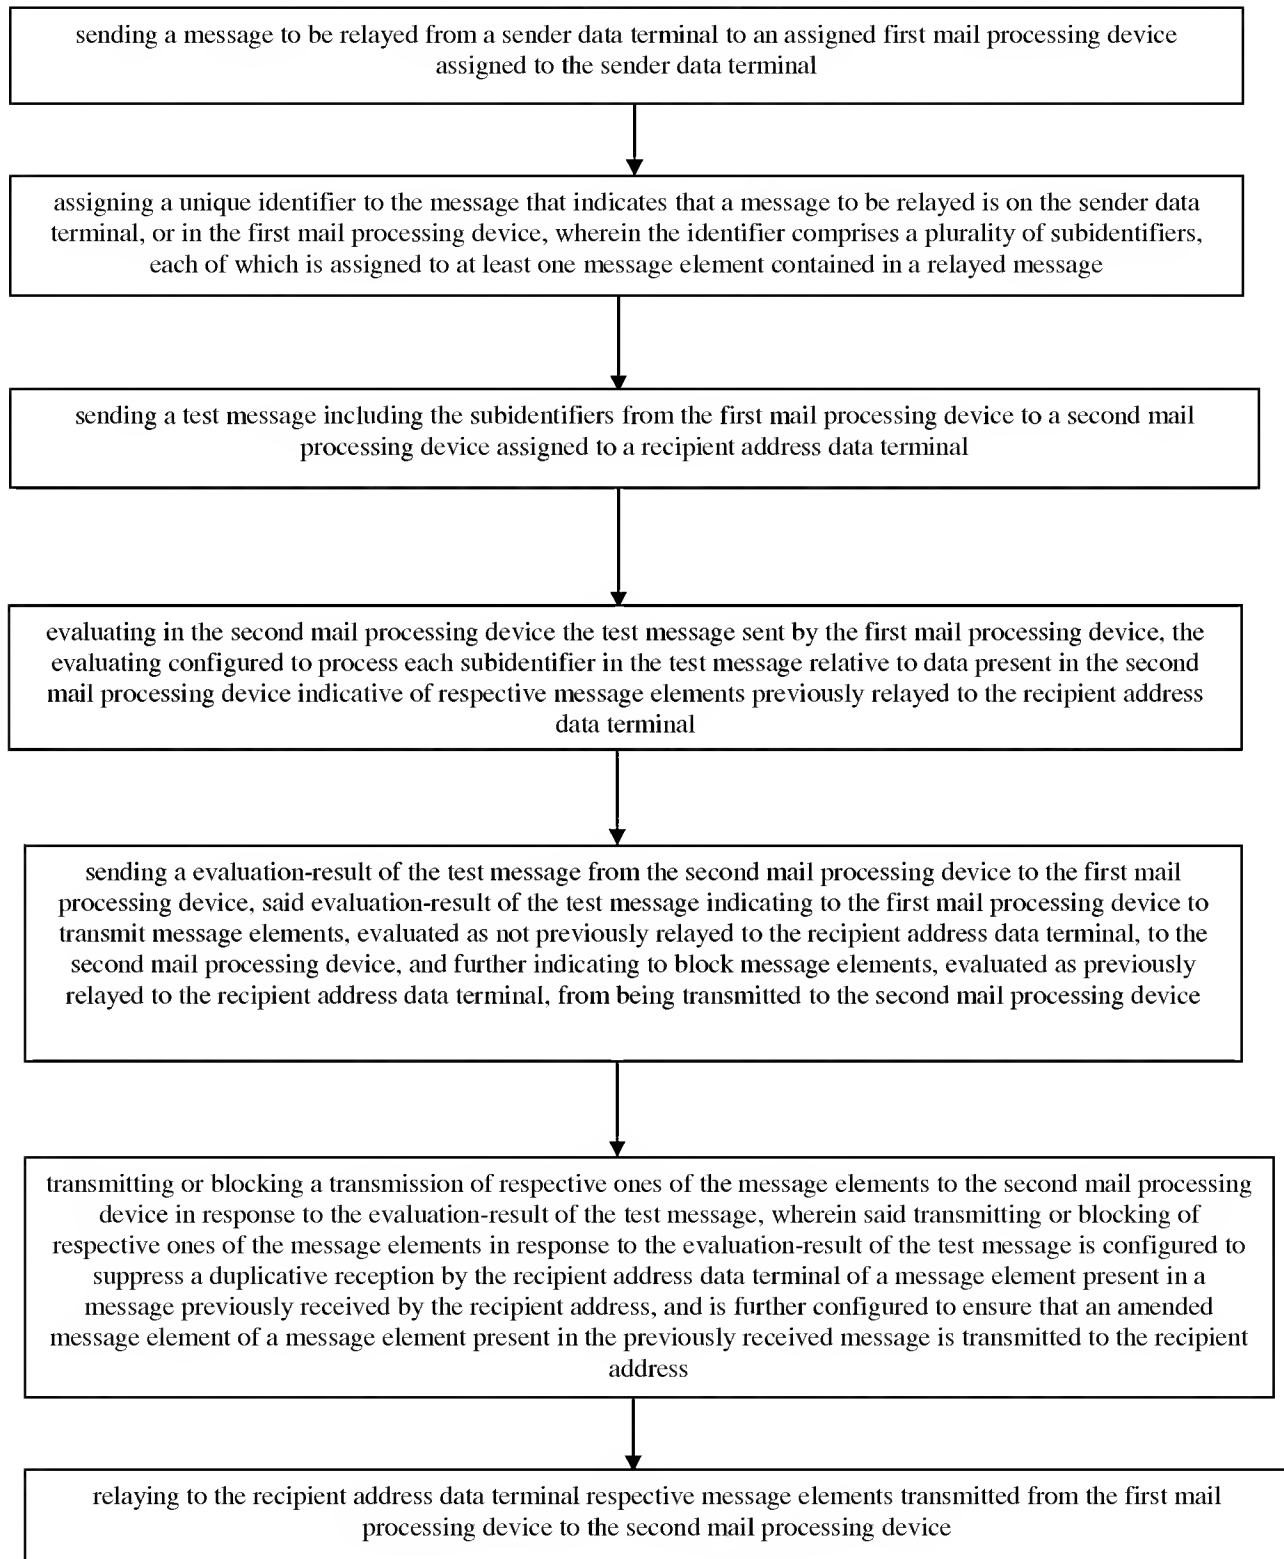 sending a message to be relayed from a sender data terminal to an assigned first mail processing device
assigned to the sender data terminal
assigning a unique identifier to the message that indicates that a message to be relayed is on the sender data
terminal, or in the first mail processing device, wherein the identifier comprises a plurality of subidentifiers,
each of which is assigned to at least one message element contained in a relayed message
sending a test message including the subidentifiers from the first mail processing device to a second mail
processing device assigned to a recipient address data terminal
evaluating in the second mail processing device the test message sent by the first mail processing device, the
evaluating configured to process each subidentifier in the test message relative to data present in the second
mail processing device indicative of respective message elements previously relayed to the recipient address
data terminal
sending a evaluation-result of the test message from the second mail processing device to the first mail
processing device, said evaluation-result of the test message indicating to the first mail processing device to
transmit message elements, evaluated as not previously relayed to the recipient address data terminal, to the
second mail processing device, and further indicating to block message elements, evaluated as previously
relayed to the recipient address data terminal, from being transmitted to the second mail processing device
transmitting or blocking a transmission of respective ones of the message elements to the second mail processing
device in response to the evaluation-result of the test message, wherein said transmitting or blocking of
respective ones of the message elements in response to the evaluation-result of the test message is configured to
suppress a duplicative reception by the recipient address data terminal of a message element present in a
message previously received by the recipient address, and is further configured to ensure that an amended
message element of a message element present in the previously received message is transmitted to the recipient
address
relaying to the recipient address data terminal respective message elements transmitted from the first mail
processing device to the second mail processing device